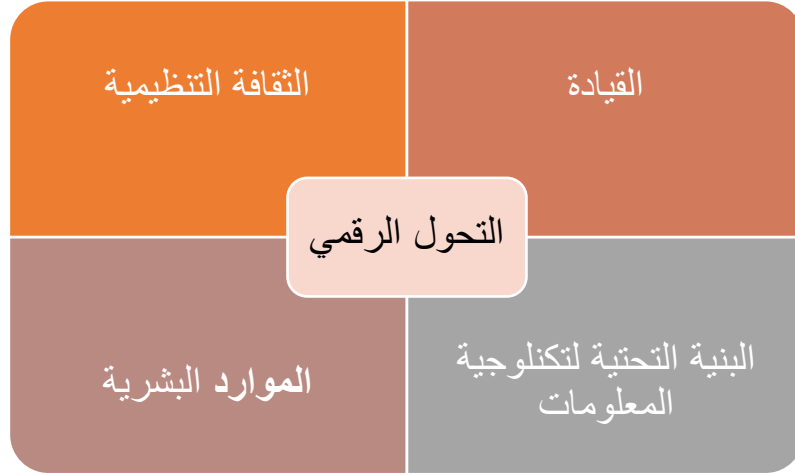 القيادة
الثقافة التنظيمية
التحول الرقمي
البنية التحتية لتكنلوجية
المعلومات
الموارد البشرية